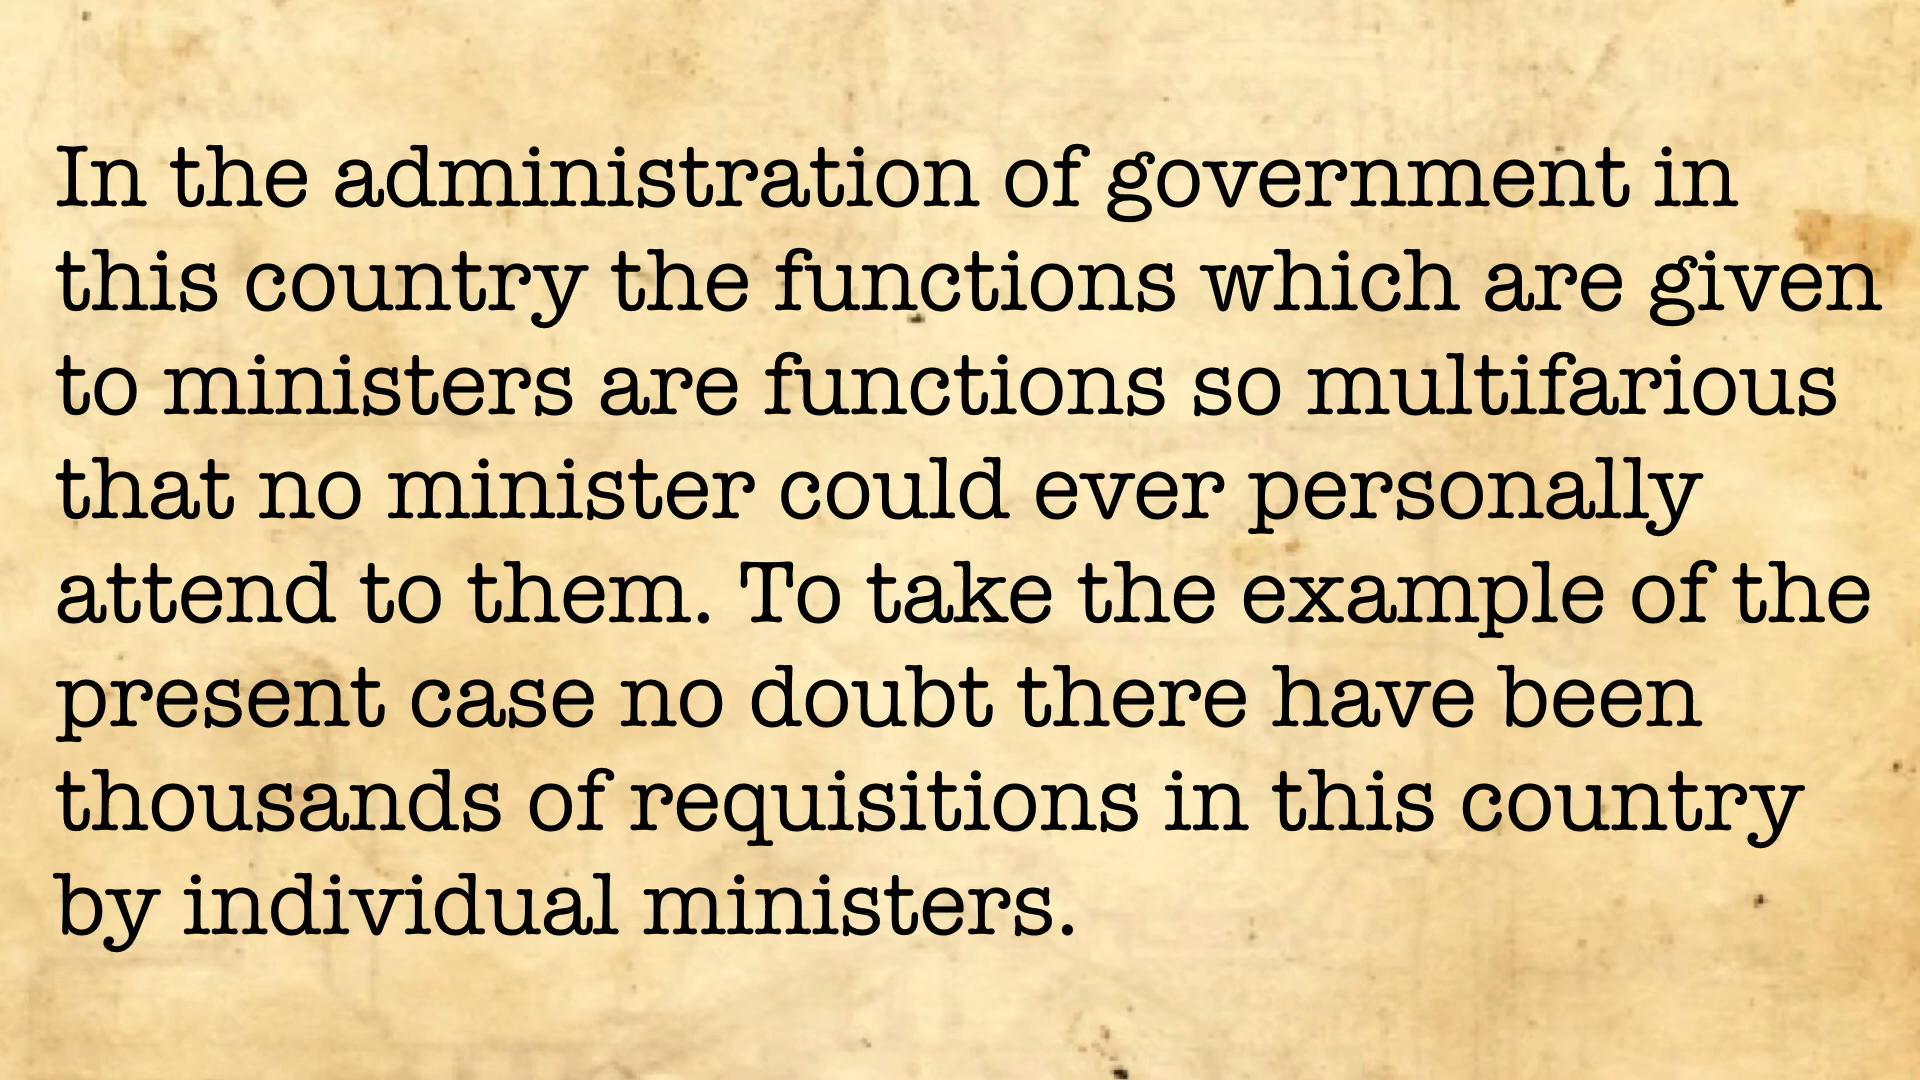 In the administration of government in
this country the functions which are given
to ministers are functions so multifarious
that no minister could ever personally
attend to them. To take the example of the
present case no doubt there have been
thousands of requisitions in this country
by individual ministers.